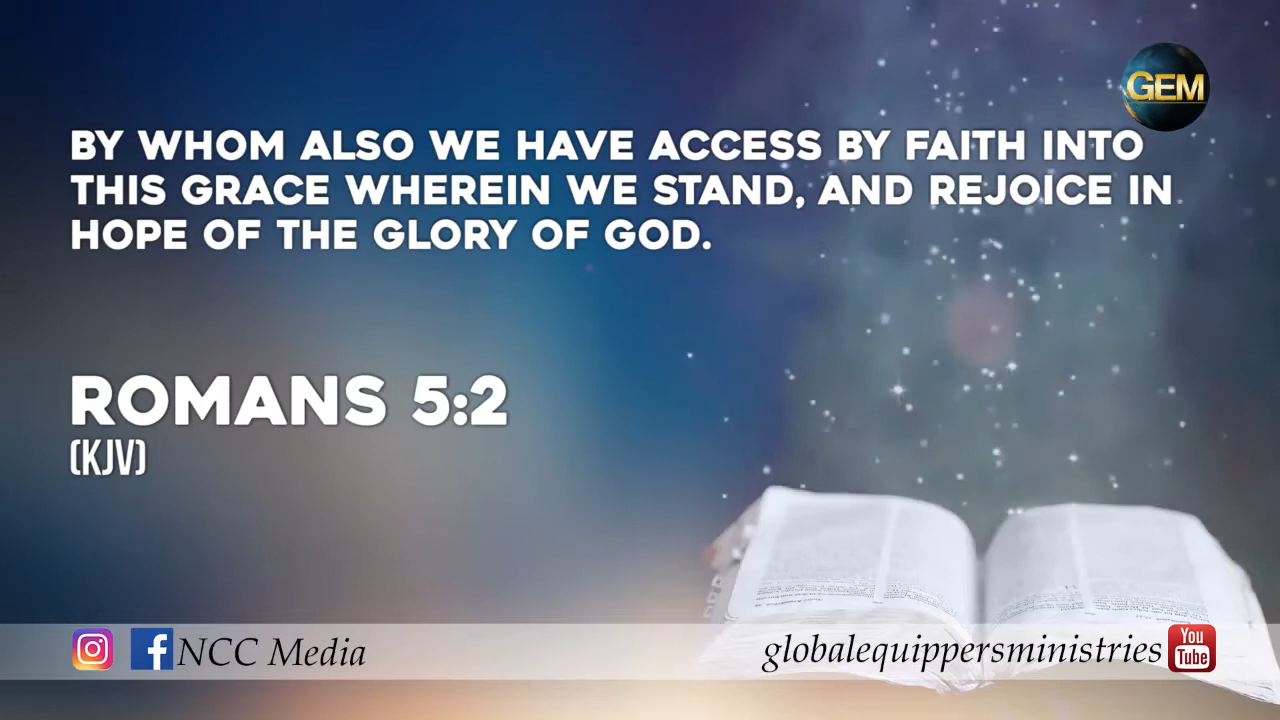 GEM
BY WHOM ALSO WE HAVE ACCESS BY FAITH INTO
THIS GRACE WHEREIN WE STAND, AND REJOICE IN
HOPE OF THE GLORY OF GOD.
ROMANS 5:2
(KJV)
NCC Media
globalequippersministries
You
Tube